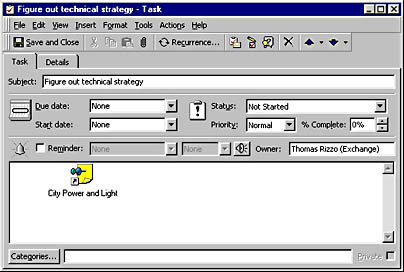 Figure out technical strategy - Task
File Edit View Insert Format Tools Actions Help
Save and Close Recurrence...
Task Details
Subject: Figure out technical strategy
Due date: None Status: Not Started
Start date: None Priority: Normal % Complete: 0%
Reminder: None None Owner: Thomas Rizzo (Exchange)
City Power and Light
Categories... Private